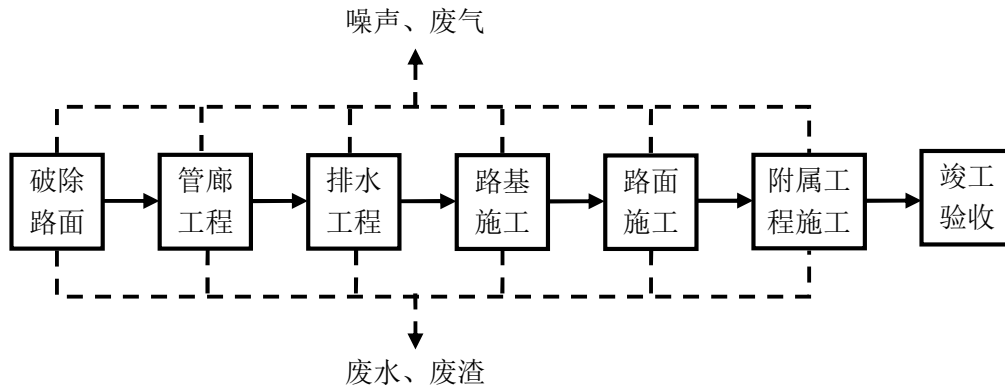 噪声、废气
破除
路面
管廊
工程
排水
工程
路基
施工
路面
施工
附属工
程施工
竣工
验收
废水、废渣